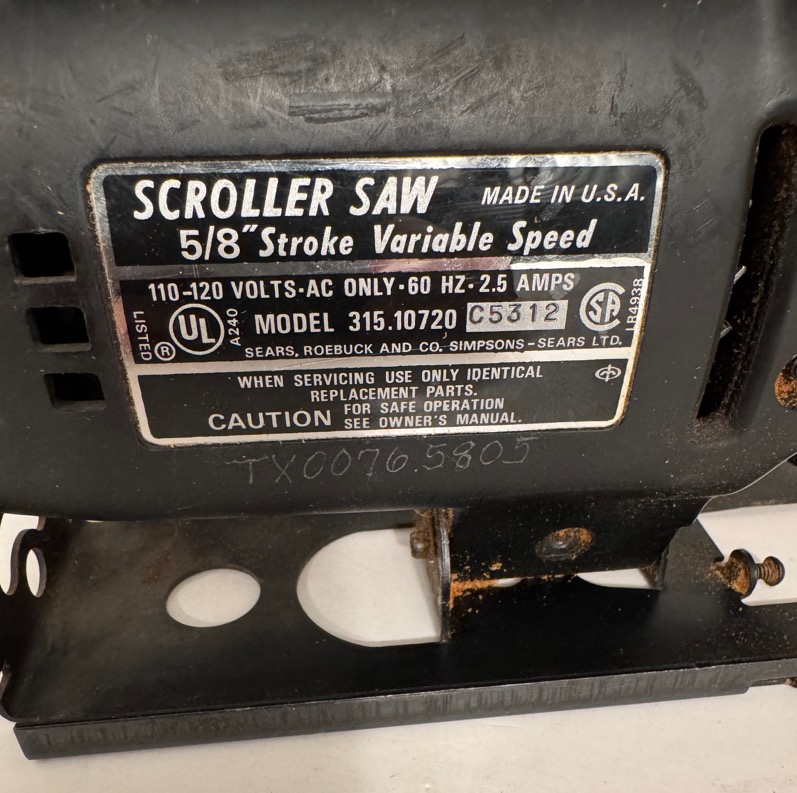 SCROLLER SAW MADE IN U.S.A.
5/8" Stroke Variable Speed
110-120 VOLTS·AC ONLY·60 HZ·2.5 AMPS
LISTED UL ® A240 MODEL 315.10720 C5312 SA LR4938
SEARS, ROEBUCK AND CO. SIMPSONS-SEARS LTD.
WHEN SERVICING USE ONLY IDENTICAL
REPLACEMENT PARTS.
CAUTION FOR SAFE OPERATION
SEE OWNER'S MANUAL.
TX0076.5805